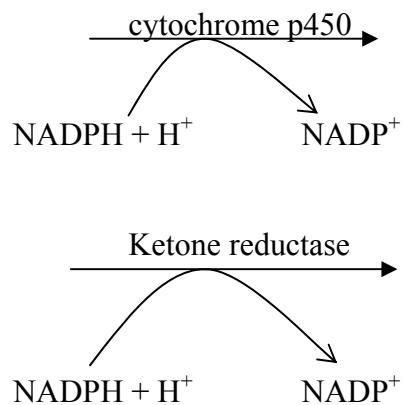 cytochrome p450
NADPH + H⁺ NADP⁺
Ketone reductase
NADPH + H⁺ NADP⁺